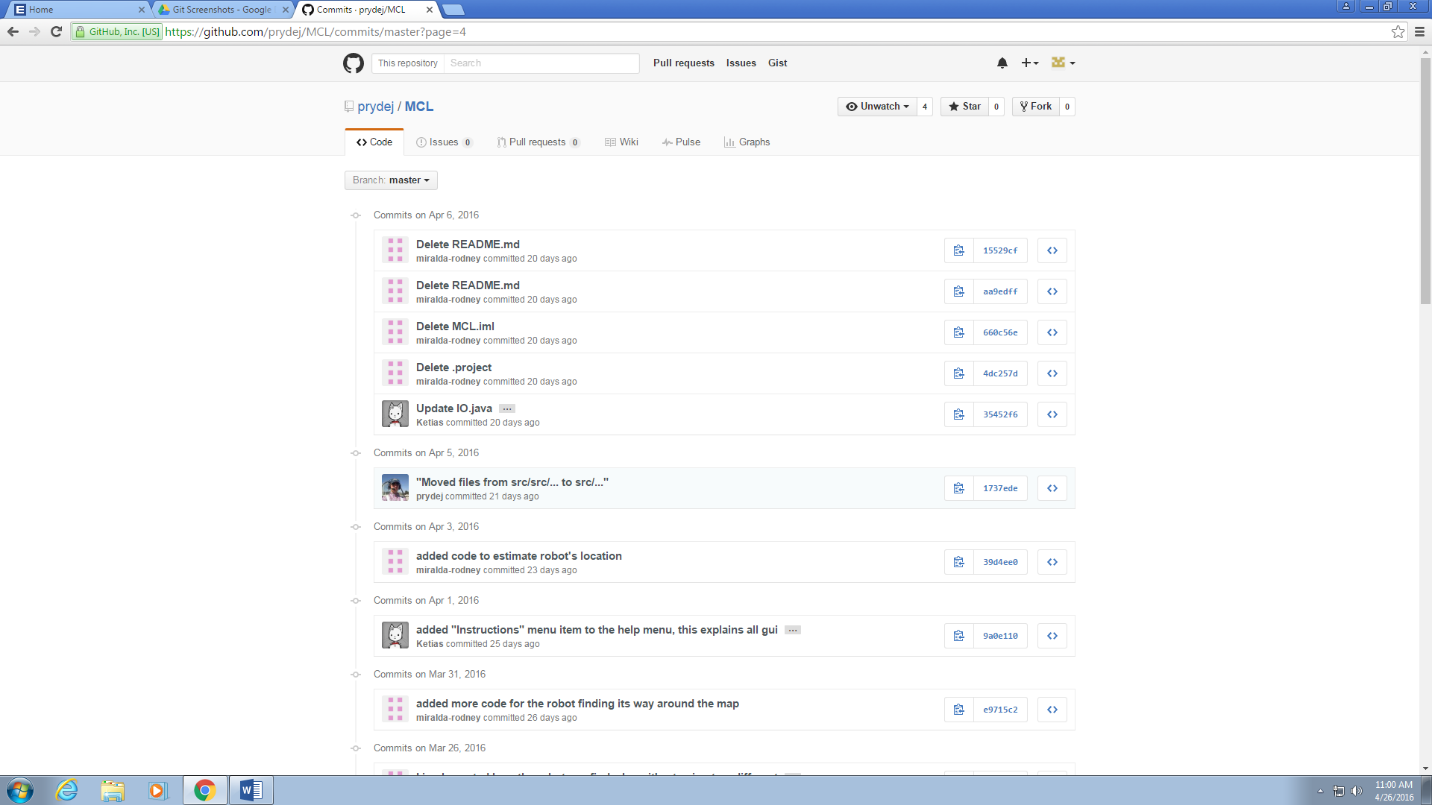 Home
Git Screenshots - Google
Commits · prydej/MCL
GitHub, Inc. [US] https://github.com/prydej/MCL/commits/master?page=4
This repository Search Pull requests Issues Gist
prydej / MCL Unwatch 4 Star 0 Fork 0
Code Issues 0 Pull requests 0 Wiki Pulse Graphs
Branch: master
Commits on Apr 6, 2016
Delete README.md
miralda-rodney committed 20 days ago
15529cf
Delete README.md
miralda-rodney committed 20 days ago
aa9edff
Delete MCL.iml
miralda-rodney committed 20 days ago
660c56e
Delete .project
miralda-rodney committed 20 days ago
4dc257d
Update IO.java ...
Ketias committed 20 days ago
35452f6
Commits on Apr 5, 2016
"Moved files from src/src/... to src/..."
prydej committed 21 days ago
1737ede
Commits on Apr 3, 2016
added code to estimate robot's location
miralda-rodney committed 23 days ago
39d4ee0
Commits on Apr 1, 2016
added "Instructions" menu item to the help menu, this explains all gui ...
Ketias committed 25 days ago
9a0e110
Commits on Mar 31, 2016
added more code for the robot finding its way around the map
miralda-rodney committed 26 days ago
e9715c2
Commits on Mar 26, 2016
11:00 AM
4/26/2016